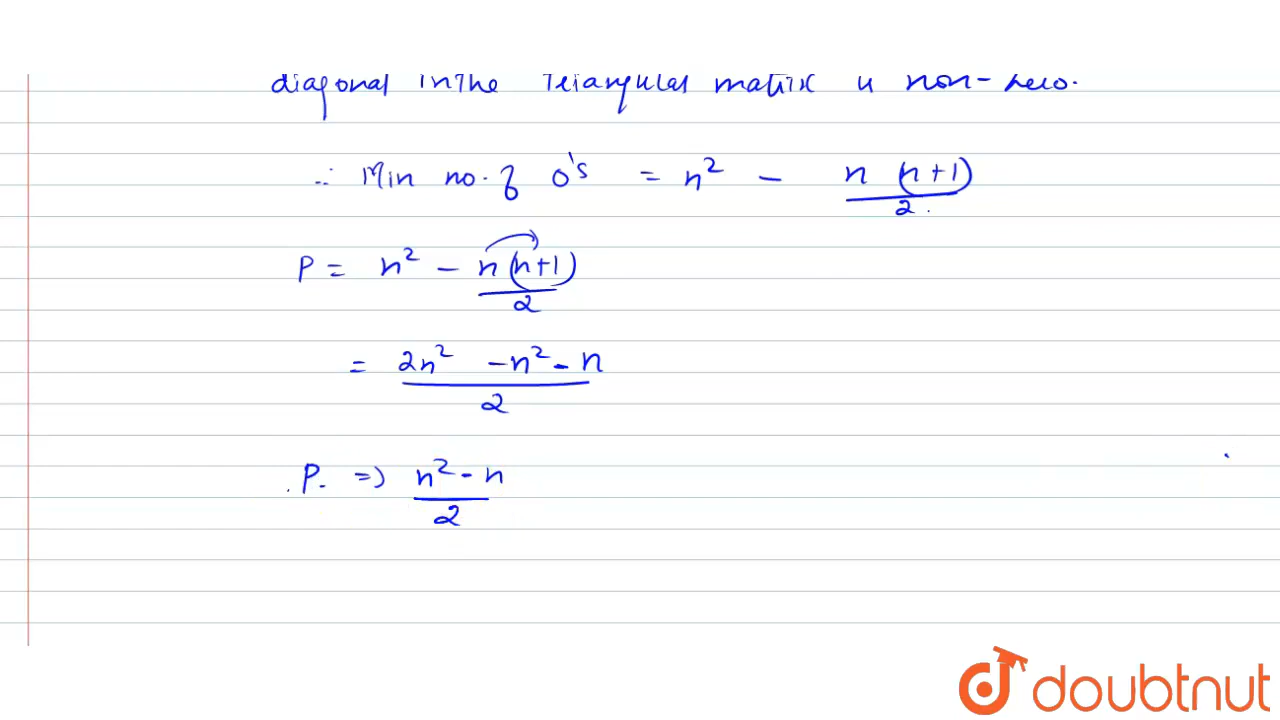 diagonal in the triangular matrix is non-zero.
∴ Min no. of 0's = n² - n (n+1) / 2.
P = n² - n(n+1) / 2
= 2n² - n² - n / 2
P. => n² - n / 2
doubtnut